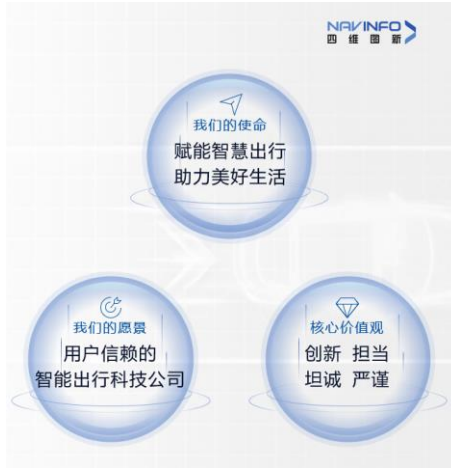 NAVINFO
四维图新
我们的使命
赋能智慧出行
助力美好生活
我们的愿景
用户信赖的
智能出行科技公司
核心价值观
创新 担当
坦诚 严谨